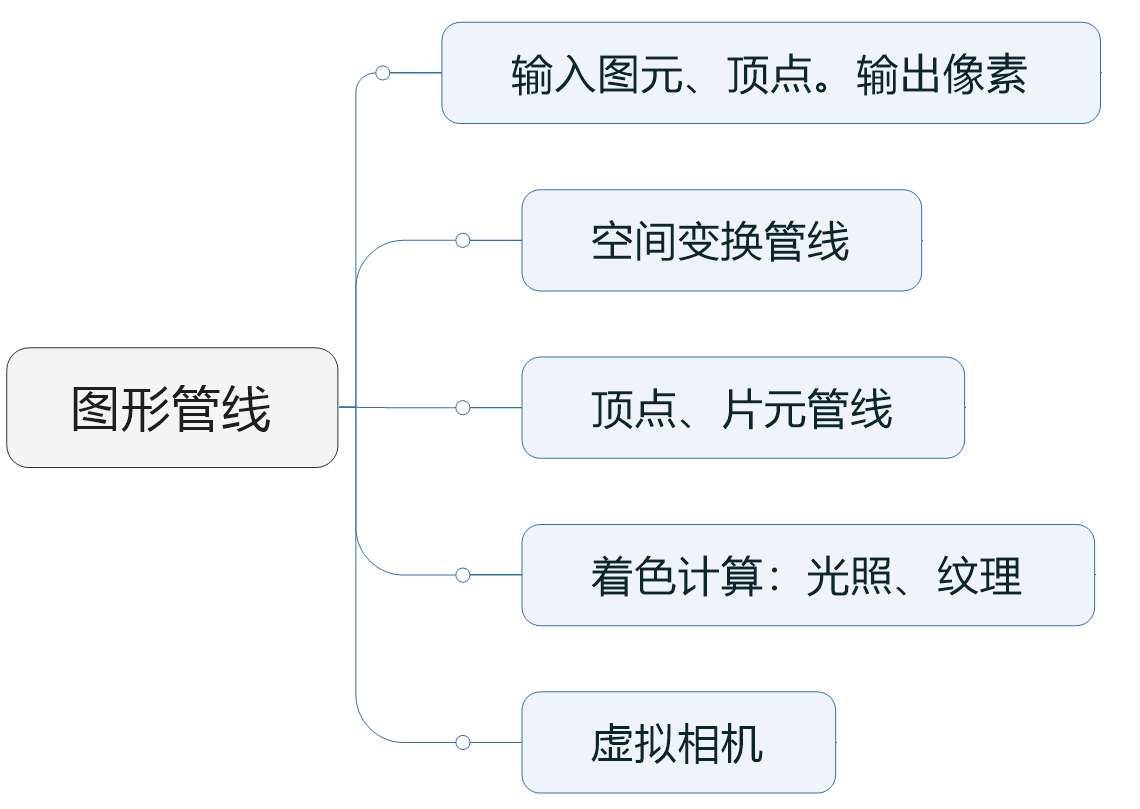 输入图元、顶点。输出像素
空间变换管线
图形管线
顶点、片元管线
着色计算：光照、纹理
虚拟相机